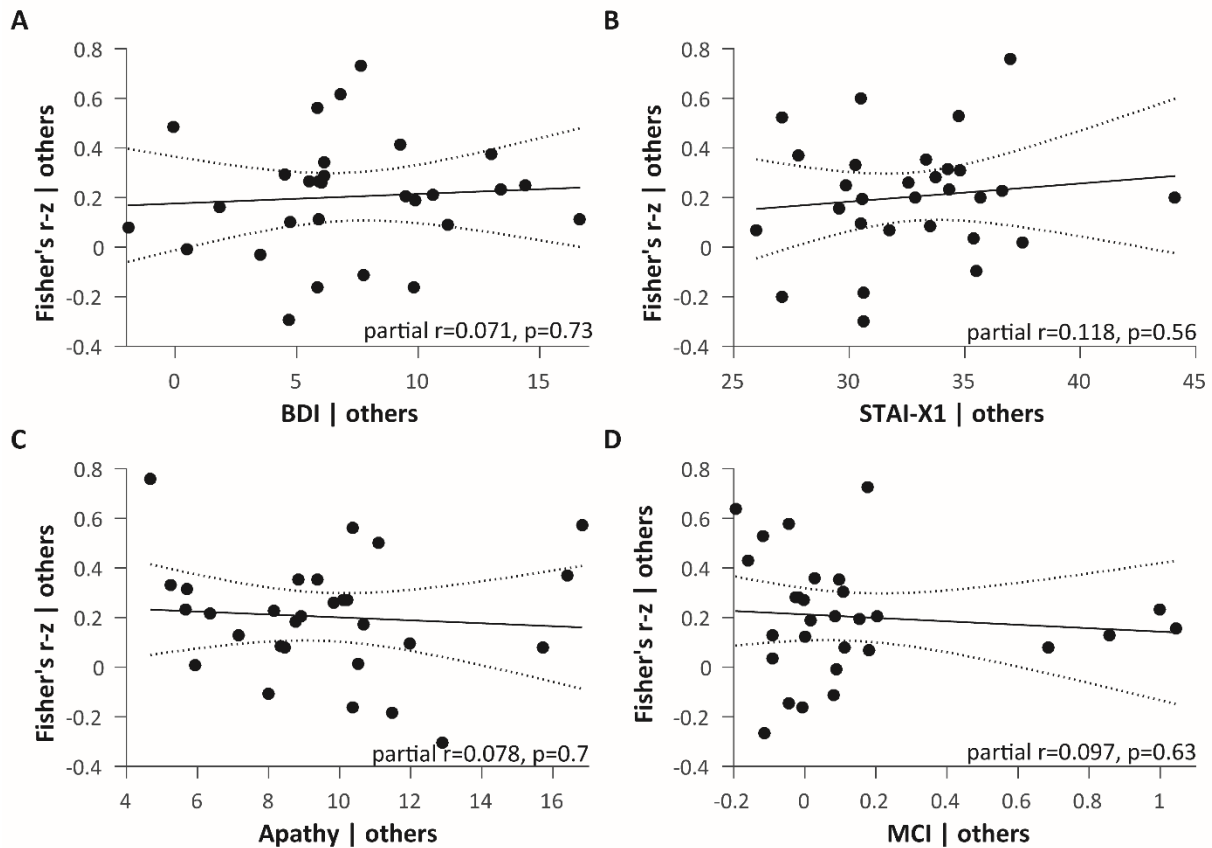 A
Fisher's r-z | others
0.8
0.6
0.4
0.2
0
-0.2
-0.4
partial r=0.071, p=0.73
0 5 10 15
BDI | others
B
Fisher's r-z | others
0.8
0.6
0.4
0.2
0
-0.2
-0.4
partial r=0.118, p=0.56
25 30 35 40 45
STAI-X1 | others
C
Fisher's r-z | others
0.8
0.6
0.4
0.2
0
-0.2
-0.4
partial r=0.078, p=0.7
4 6 8 10 12 14 16
Apathy | others
D
Fisher's r-z | others
0.8
0.6
0.4
0.2
0
-0.2
-0.4
partial r=0.097, p=0.63
-0.2 0 0.2 0.4 0.6 0.8 1
MCI | others